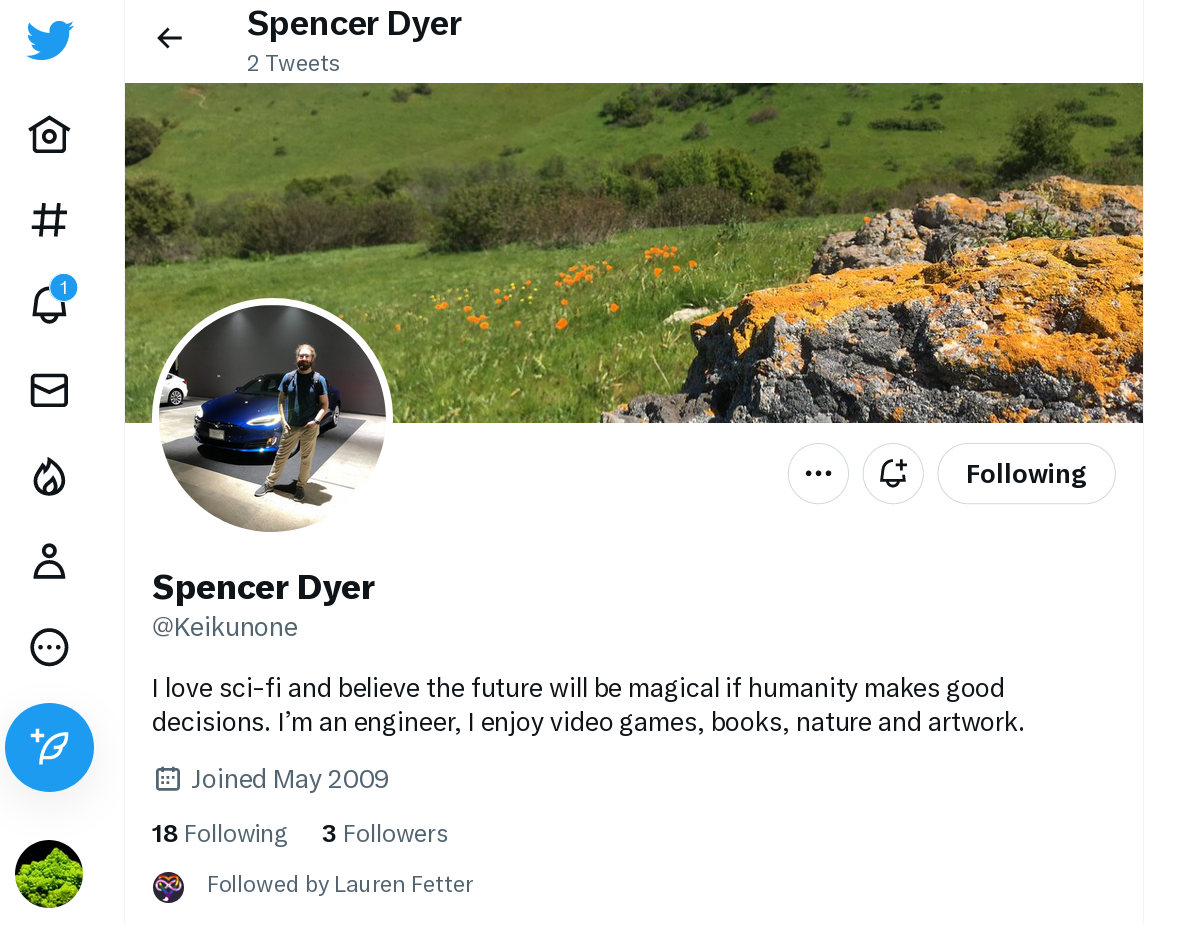 Spencer Dyer
2 Tweets
1
Following
Spencer Dyer
@Keikunone
I love sci-fi and believe the future will be magical if humanity makes good
decisions. I’m an engineer, I enjoy video games, books, nature and artwork.
Joined May 2009
18 Following 3 Followers
Followed by Lauren Fetter